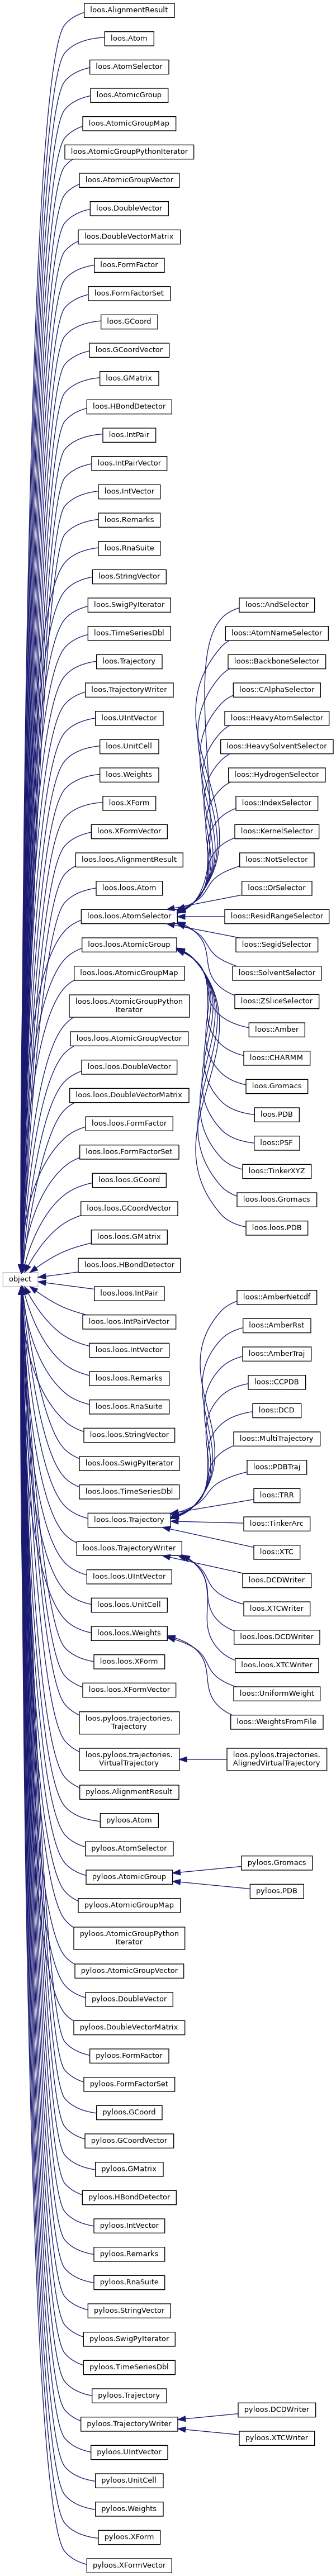 loos.AlignmentResult
loos.Atom
loos.AtomSelector
loos.AtomicGroup
loos.AtomicGroupMap
loos.AtomicGroupPythonIterator
loos.AtomicGroupVector
loos.DoubleVector
loos.DoubleVectorMatrix
loos.FormFactor
loos.FormFactorSet
loos.GCoord
loos.GCoordVector
loos.GMatrix
loos.HBondDetector
loos.IntPair
loos.IntPairVector
loos.IntVector
loos.Remarks
loos.RnaSuite
loos.StringVector
loos.SwigPyIterator
loos.TimeSeriesDbl
loos.Trajectory
loos.TrajectoryWriter
loos.UIntVector
loos.UnitCell
loos.Weights
loos.XForm
loos.XFormVector
loos.loos.AlignmentResult
loos.loos.Atom
loos.loos.AtomSelector
loos.loos.AtomicGroup
loos.loos.AtomicGroupMap
loos.loos.AtomicGroupPython
Iterator
loos.loos.AtomicGroupVector
loos.loos.DoubleVector
loos.loos.DoubleVectorMatrix
loos.loos.FormFactor
loos.loos.FormFactorSet
loos.loos.GCoord
loos.loos.GCoordVector
loos.loos.GMatrix
loos.loos.HBondDetector
object
loos.loos.IntPair
loos.loos.IntPairVector
loos.loos.IntVector
loos.loos.Remarks
loos.loos.RnaSuite
loos.loos.StringVector
loos.loos.SwigPyIterator
loos.loos.TimeSeriesDbl
loos.loos.Trajectory
loos.loos.TrajectoryWriter
loos.loos.UIntVector
loos.loos.UnitCell
loos.loos.Weights
loos.loos.XForm
loos.loos.XFormVector
loos.pyloos.trajectories.
Trajectory
loos.pyloos.trajectories.
VirtualTrajectory
pyloos.AlignmentResult
pyloos.Atom
pyloos.AtomSelector
pyloos.AtomicGroup
pyloos.AtomicGroupMap
pyloos.AtomicGroupPython
Iterator
pyloos.AtomicGroupVector
pyloos.DoubleVector
pyloos.DoubleVectorMatrix
pyloos.FormFactor
pyloos.FormFactorSet
pyloos.GCoord
pyloos.GCoordVector
pyloos.GMatrix
pyloos.HBondDetector
pyloos.IntVector
pyloos.Remarks
pyloos.RnaSuite
pyloos.StringVector
pyloos.SwigPyIterator
pyloos.TimeSeriesDbl
pyloos.Trajectory
pyloos.TrajectoryWriter
pyloos.UIntVector
pyloos.UnitCell
pyloos.Weights
pyloos.XForm
pyloos.XFormVector
loos::AndSelector
loos::AtomNameSelector
loos::BackboneSelector
loos::CAlphaSelector
loos::HeavyAtomSelector
loos::HeavySolventSelector
loos::HydrogenSelector
loos::IndexSelector
loos::KernelSelector
loos::NotSelector
loos::OrSelector
loos::ResidRangeSelector
loos::SegidSelector
loos::SolventSelector
loos::ZSliceSelector
loos::Amber
loos::CHARMM
loos.Gromacs
loos.PDB
loos::PSF
loos::TinkerXYZ
loos.loos.Gromacs
loos.loos.PDB
loos::AmberNetcdf
loos::AmberRst
loos::AmberTraj
loos::CCPDB
loos::DCD
loos::MultiTrajectory
loos::PDBTraj
loos::TRR
loos::TinkerArc
loos::XTC
loos.DCDWriter
loos.XTCWriter
loos.loos.DCDWriter
loos.loos.XTCWriter
loos::UniformWeight
loos::WeightsFromFile
loos.pyloos.trajectories.
AlignedVirtualTrajectory
pyloos.Gromacs
pyloos.PDB
pyloos.DCDWriter
pyloos.XTCWriter